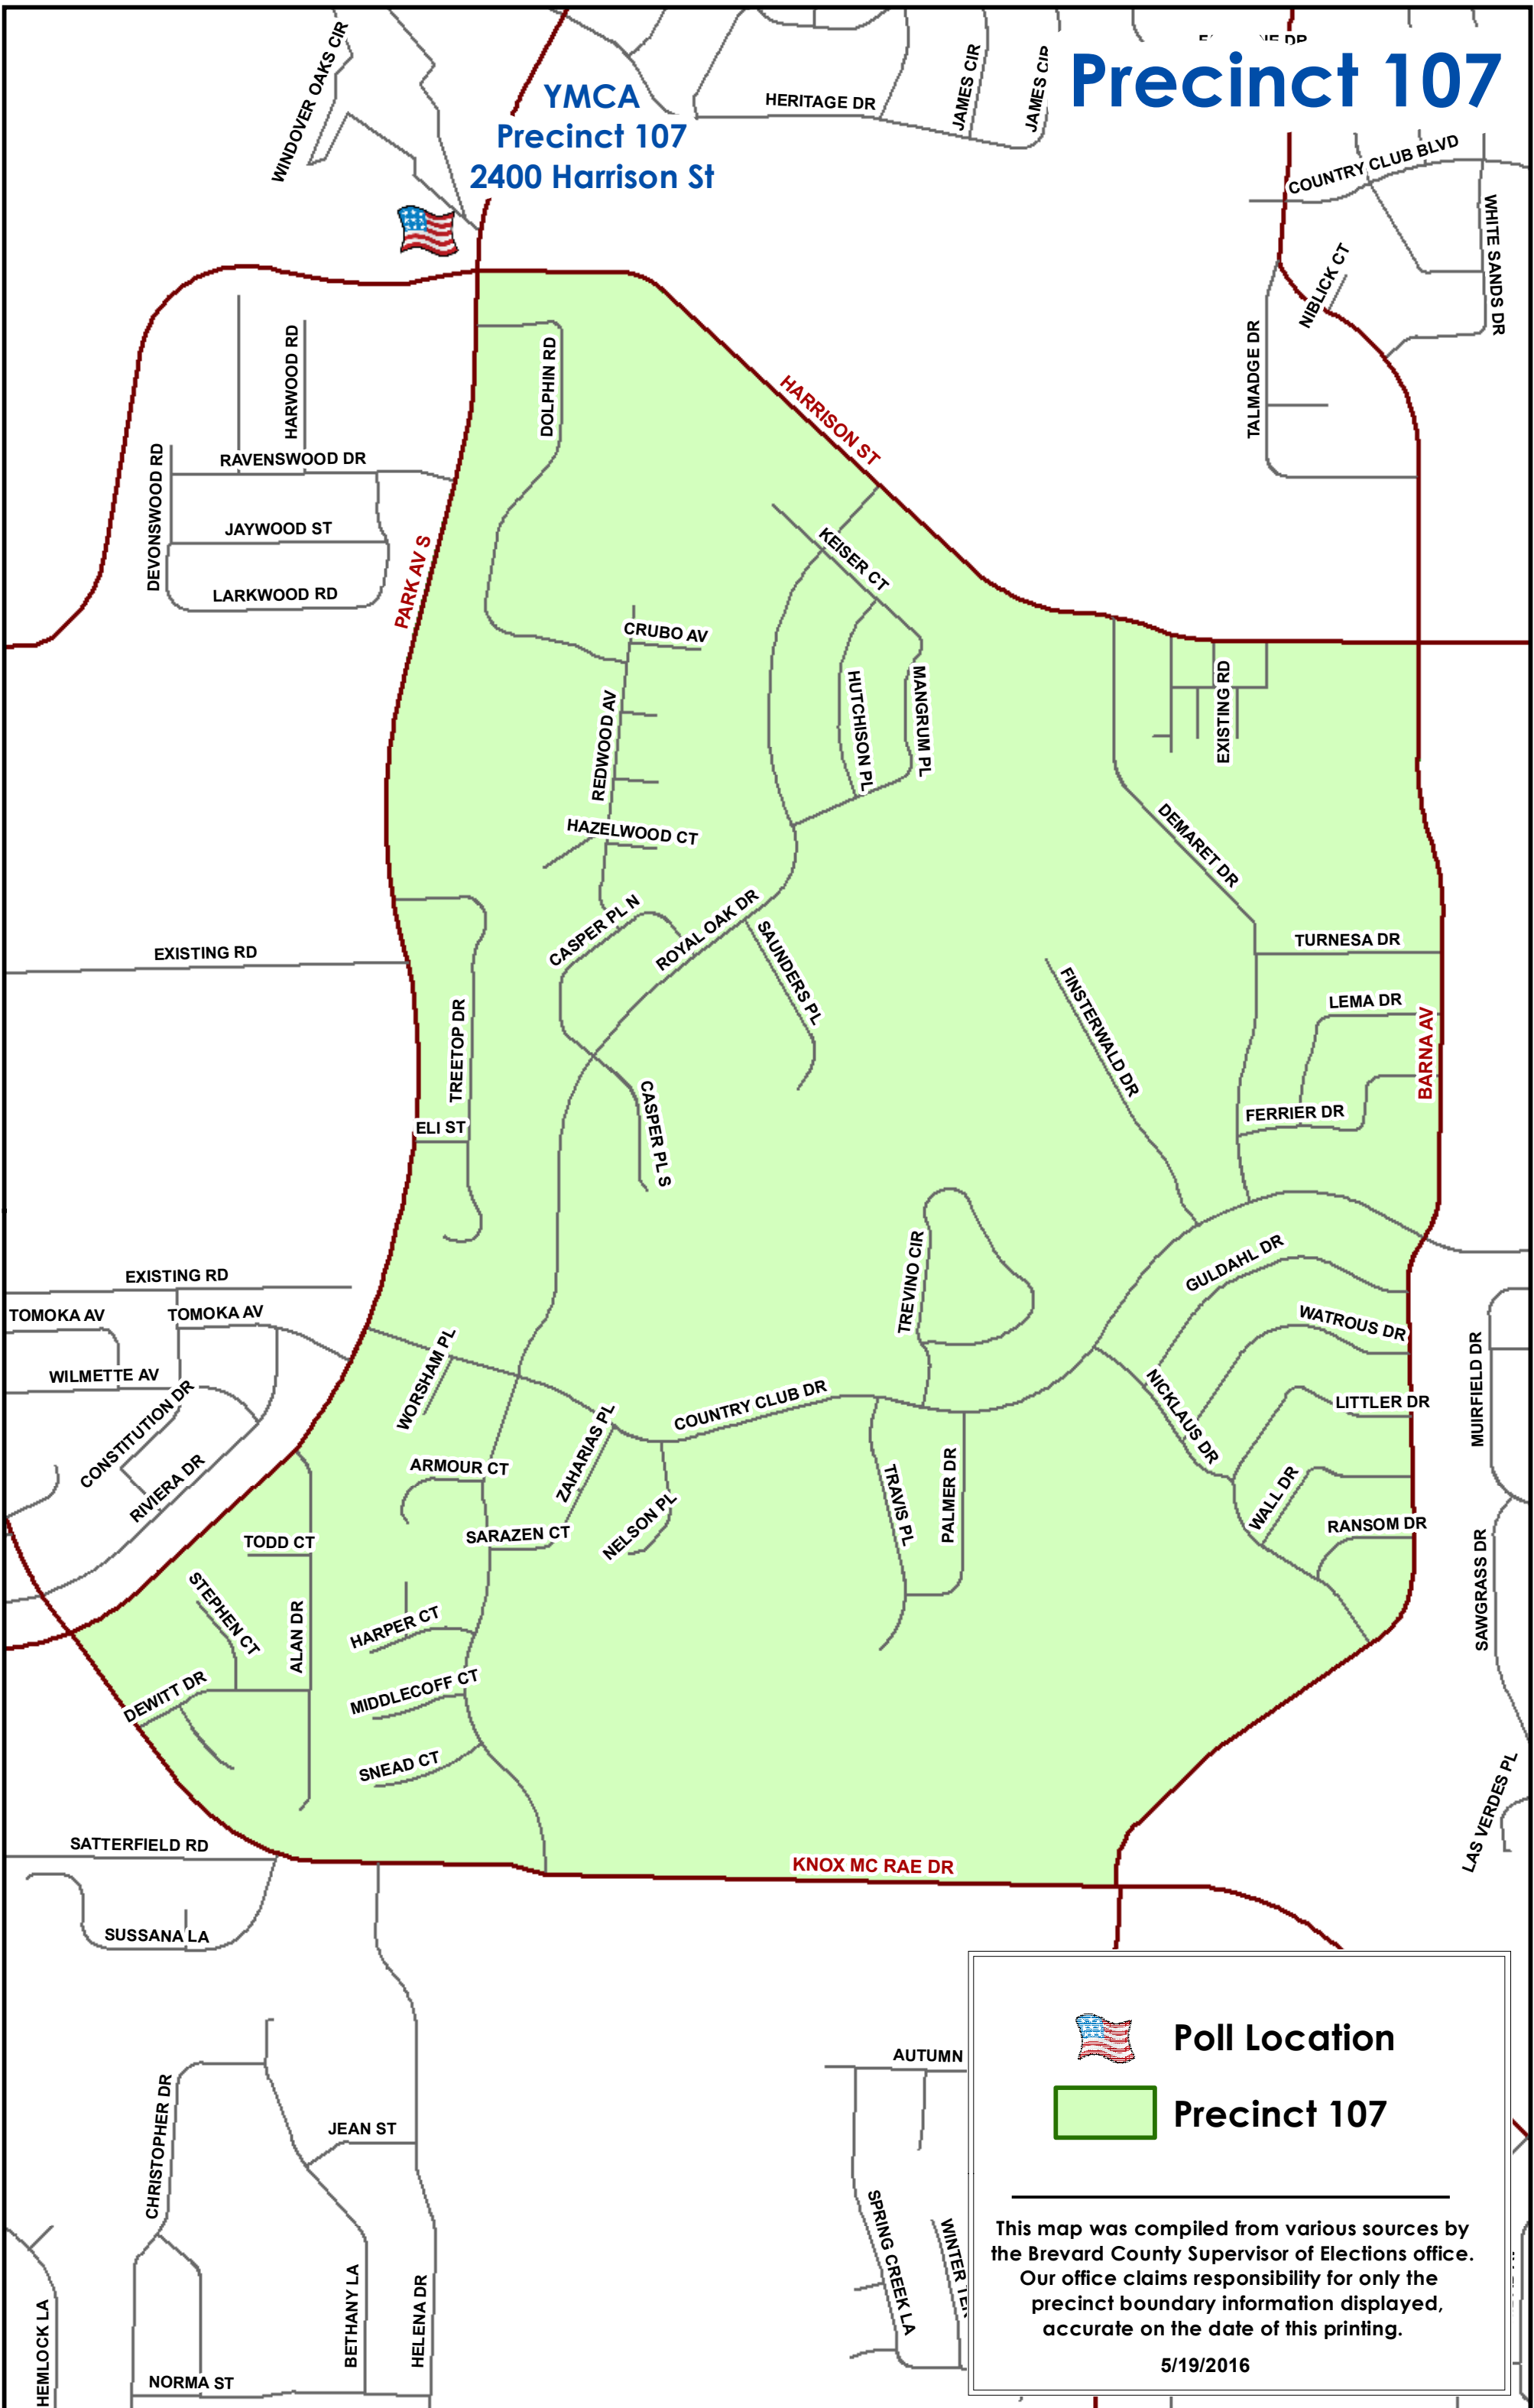 Precinct 107
YMCA
Precinct 107
2400 Harrison St
WINDOVER OAKS CIR
HERITAGE DR
JAMES CIR
JAMES CIR
COUNTRY CLUB BLVD
WHITE SANDS DR
NIBLICK CT
TALMADGE DR
HARWOOD RD
DOLPHIN RD
HARRISON ST
RAVENSWOOD DR
DEVONSWOOD RD
JAYWOOD ST
LARKWOOD RD
PARK AV S
KEISER CT
CRUBO AV
HUTCHISON PL
MANGRUM PL
EXISTING RD
REDWOOD AV
HAZELWOOD CT
DEMARET DR
CASPER PL N
ROYAL OAK DR
SAUNDERS PL
EXISTING RD
TURNESA DR
FINSTERWALD DR
LEMA DR
BARNA AV
TREETOP DR
FERRIER DR
ELI ST
CASPER PL S
TREVINO CIR
GULDAHL DR
EXISTING RD
TOMOKA AV
TOMOKA AV
WATROUS DR
WORSHAM PL
MUIRFIELD DR
WILMETTE AV
CONSTITUTION DR
COUNTRY CLUB DR
NICKLAUS DR
LITTLER DR
ZAHARIAS PL
ARMOUR CT
RIVIERA DR
TRAVIS PL
PALMER DR
WALL DR
NELSON PL
SARAZEN CT
RANSOM DR
TODD CT
SAWGRASS DR
STEPHEN CT
ALAN DR
HARPER CT
DEWITT DR
MIDDLECOFF CT
SNEAD CT
LAS VERDES PL
SATTERFIELD RD
KNOX MC RAE DR
SUSSANA LA
AUTUMN
CHRISTOPHER DR
JEAN ST
SPRING CREEK LA
WINTER
BETHANY LA
HELENA DR
HEMLOCK LA
NORMA ST
Poll Location
Precinct 107
This map was compiled from various sources by
the Brevard County Supervisor of Elections office.
Our office claims responsibility for only the
precinct boundary information displayed,
accurate on the date of this printing.
5/19/2016